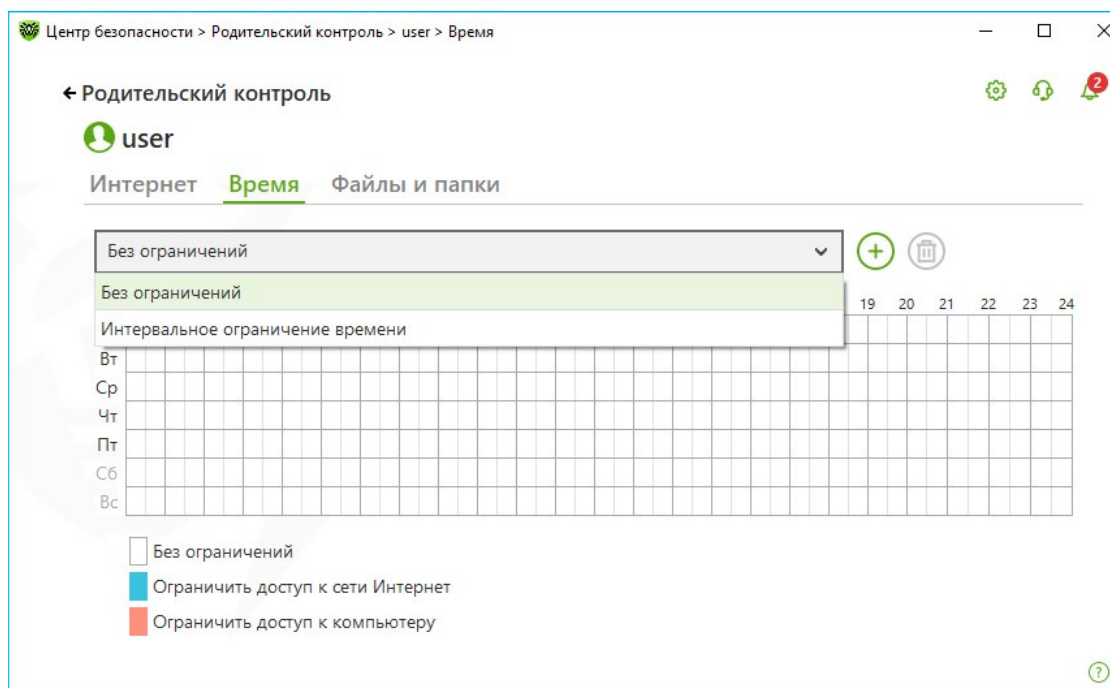 Центр безопасности > Родительский контроль > user > Время
Родительский контроль
2
user
Интернет Время Файлы и папки
Без ограничений
Без ограничений
19 20 21 22 23 24
Интервальное ограничение времени
Вт
Ср
Чт
Пт
Сб
Вс
Без ограничений
Ограничить доступ к сети Интернет
Ограничить доступ к компьютеру
?